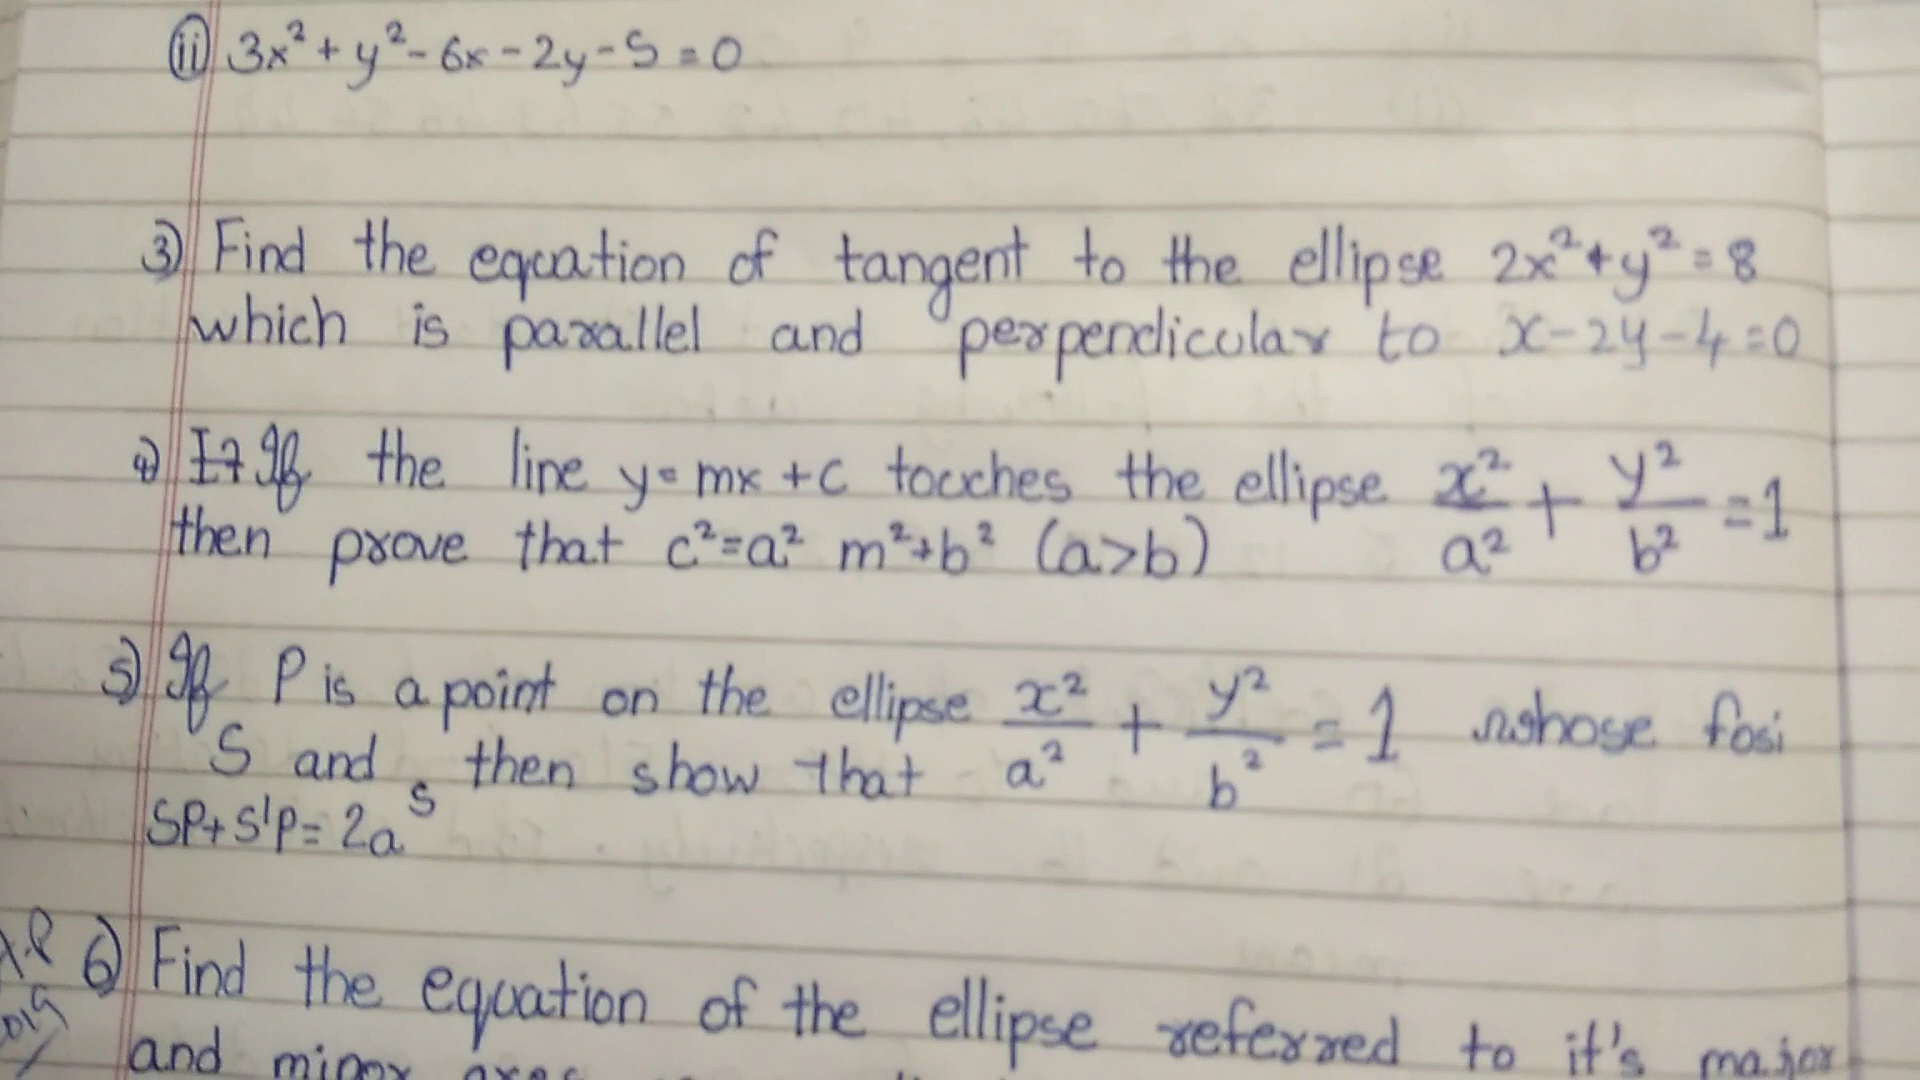 (ii) 3x² + y² - 6x - 2y - 5 = 0
3) Find the equation of tangent to the ellipse 2x² + y² = 8
which is parallel and perpendicular to x - 2y - 4 = 0
4) If the line y = mx + c touches the ellipse x²/a² + y²/b² = 1
then prove that c² = a² m² + b² (a>b)
5) If P is a point on the ellipse x²/a² + y²/b² = 1 whose fosi
S and s then show that
SP + S'P = 2a
6) Find the equation of the ellipse referred to it's major
and minor axes